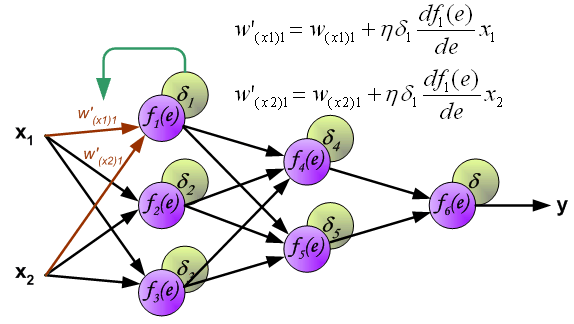 w'(x1)1 = w(x1)1 + ηδ1 df1(e)/de x1
w'(x2)1 = w(x2)1 + ηδ1 df1(e)/de x2
δ1
f1(e)
w'(x1)1
x1
w'(x2)1
δ4
f4(e)
δ2
f2(e)
δ
f6(e)
y
δ5
f5(e)
x2
δ3
f3(e)